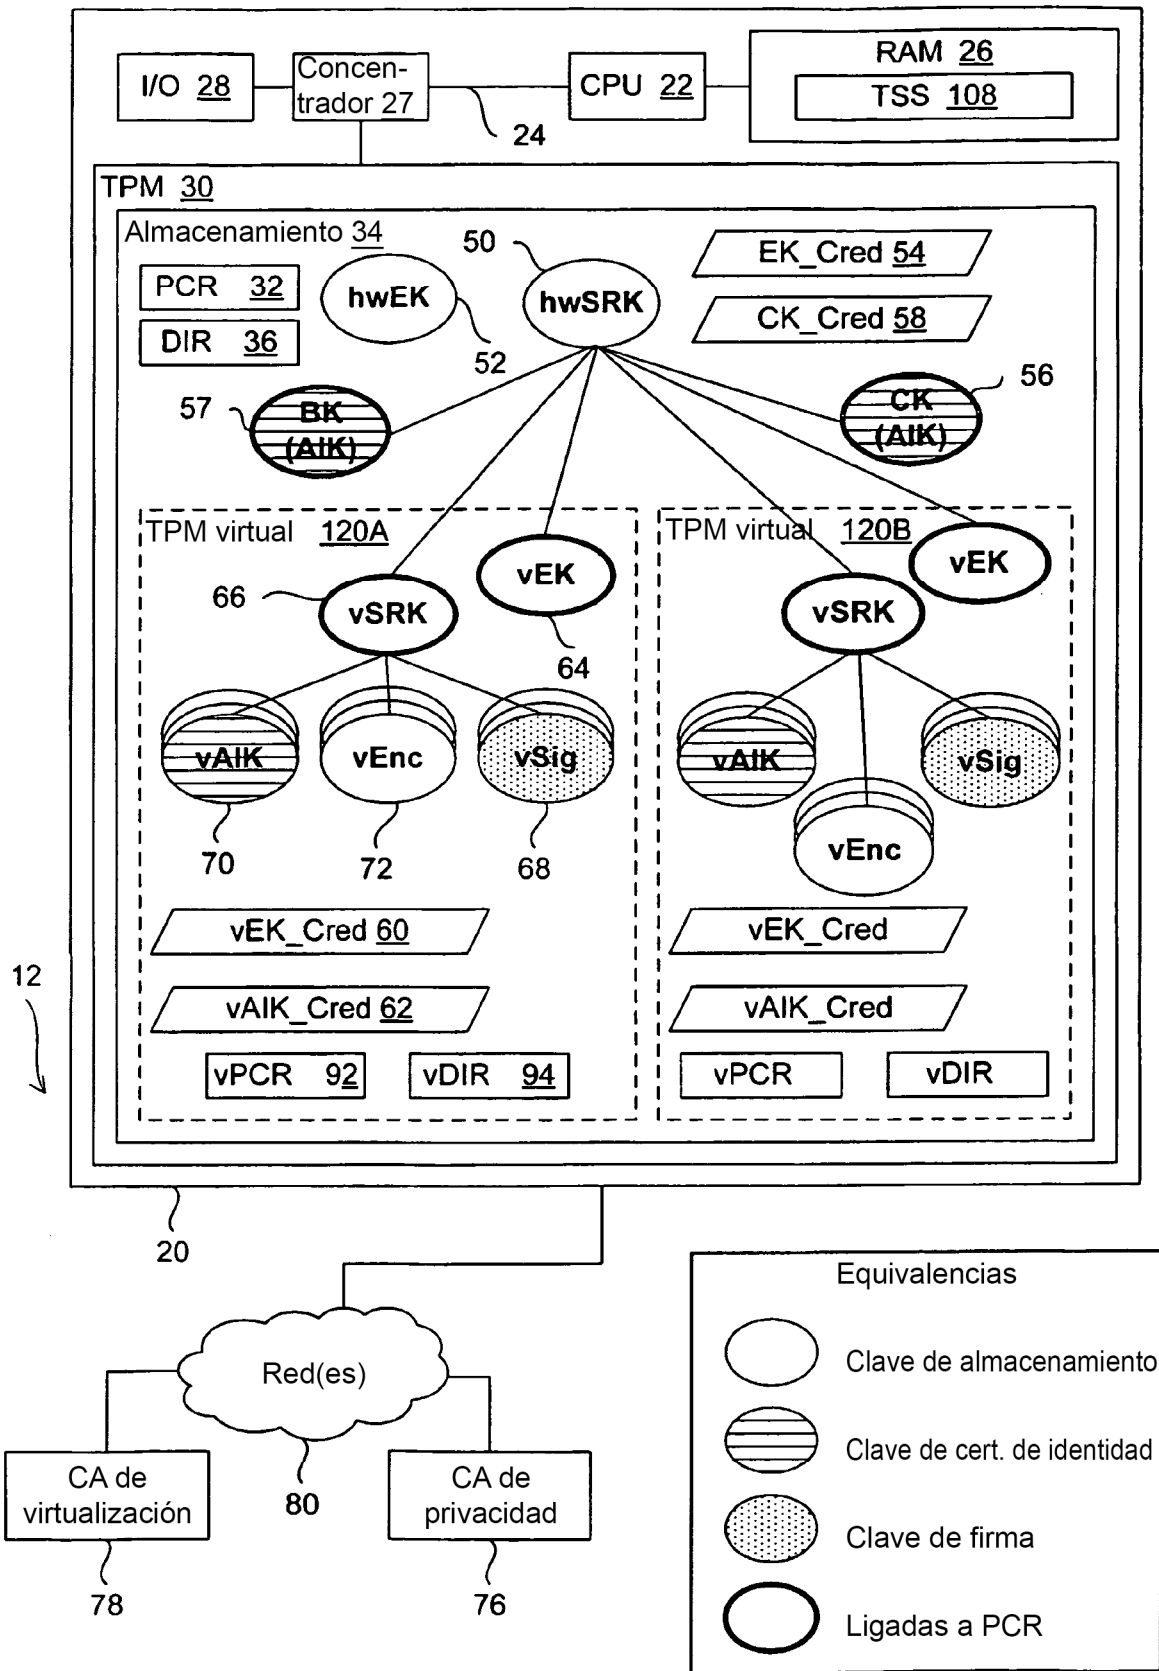 I/O 28
Concen-
trador 27
CPU 22
RAM 26
TSS 108
24
TPM 30
Almacenamiento 34
50
EK_Cred 54
PCR 32
hwEK
hwSRK
CK_Cred 58
DIR 36
52
57
BK
(AIK)
56
CK
(AIK)
TPM virtual 120A
TPM virtual 120B
vEK
vEK
66
vSRK
vSRK
64
vAIK
vEnc
vSig
vAIK
vSig
vEnc
70
72
68
vEK_Cred 60
vEK_Cred
12
vAIK_Cred 62
vAIK_Cred
vPCR 92
vDIR 94
vPCR
vDIR
20
Red(es)
80
CA de
virtualización
CA de
privacidad
78
76
Equivalencias
Clave de almacenamiento
Clave de cert. de identidad
Clave de firma
Ligadas a PCR